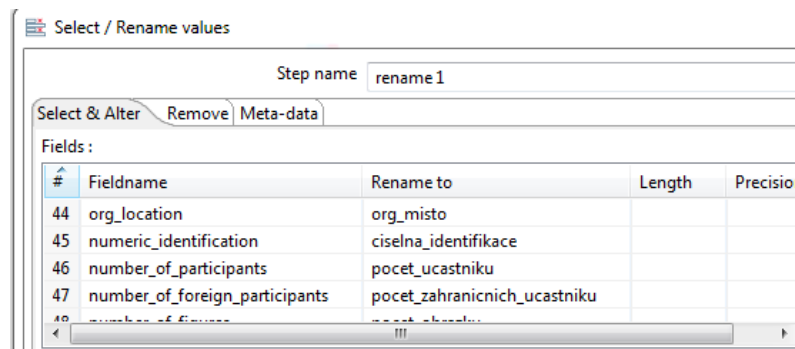 Select / Rename values
Step name rename 1
Select & Alter Remove Meta-data
Fields :
# Fieldname Rename to Length Precisio
44 org_location org_misto
45 numeric_identification ciselna_identifikace
46 number_of_participants pocet_ucastniku
47 number_of_foreign_participants pocet_zahranicnich_ucastniku